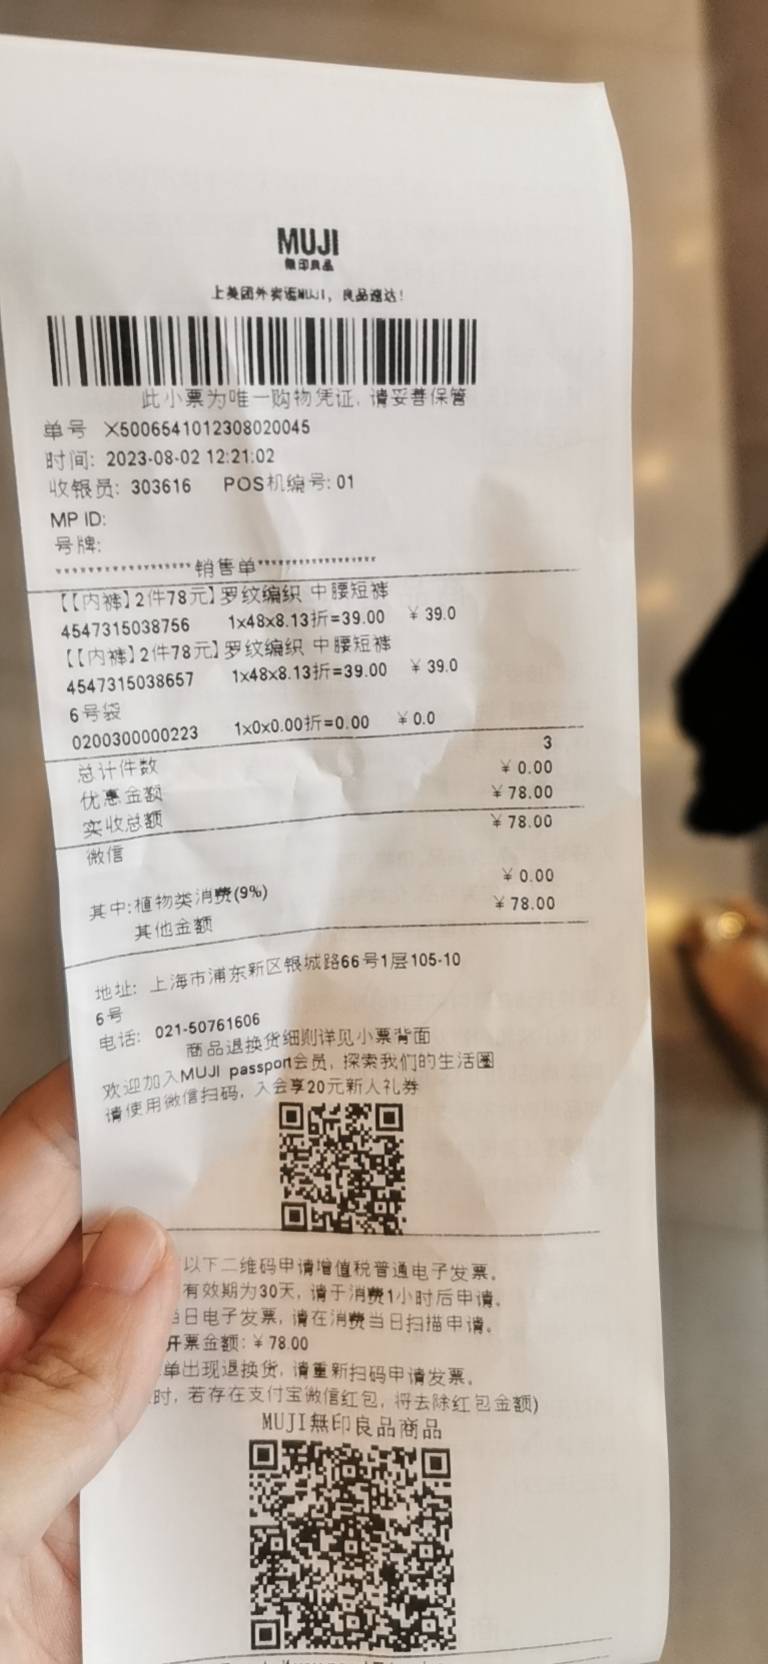 MUJI
無印良品
上美团外卖逛MUJI，良品速达！
此小票为唯一购物凭证，请妥善保管
单号 X5006541012308020045
时间: 2023-08-02 12:21:02
收银员: 303616 POS机编号: 01
MP ID:
号牌:
******************销售单******************
【[内裤】2件78元】罗纹编织 中腰短裤
4547315038756 1x48x8.13折=39.00 ￥39.0
【[内裤】2件78元】罗纹编织 中腰短裤
4547315038657 1x48x8.13折=39.00 ￥39.0
6号袋
0200300000223 1x0x0.00折=0.00 ￥0.0
总计件数 3
优惠金额 ￥0.00
实收总额 ￥78.00
微信 ￥78.00
其中:植物类消费(9%) ￥0.00
其他金额 ￥78.00
地址: 上海市浦东新区银城路66号1层105-10
6号
电话: 021-50761606
商品退换货细则详见小票背面
欢迎加入MUJI passport会员，探索我们的生活圈
请使用微信扫码，入会享20元新人礼券
以下二维码申请增值税普通电子发票。
有效期为30天，请于消费1小时后申请。
当日电子发票，请在消费当日扫描申请。
开票金额: ￥78.00
单出现退换货，请重新扫码申请发票。
时，若存在支付宝微信红包，将去除红包金额)
MUJI無印良品商品